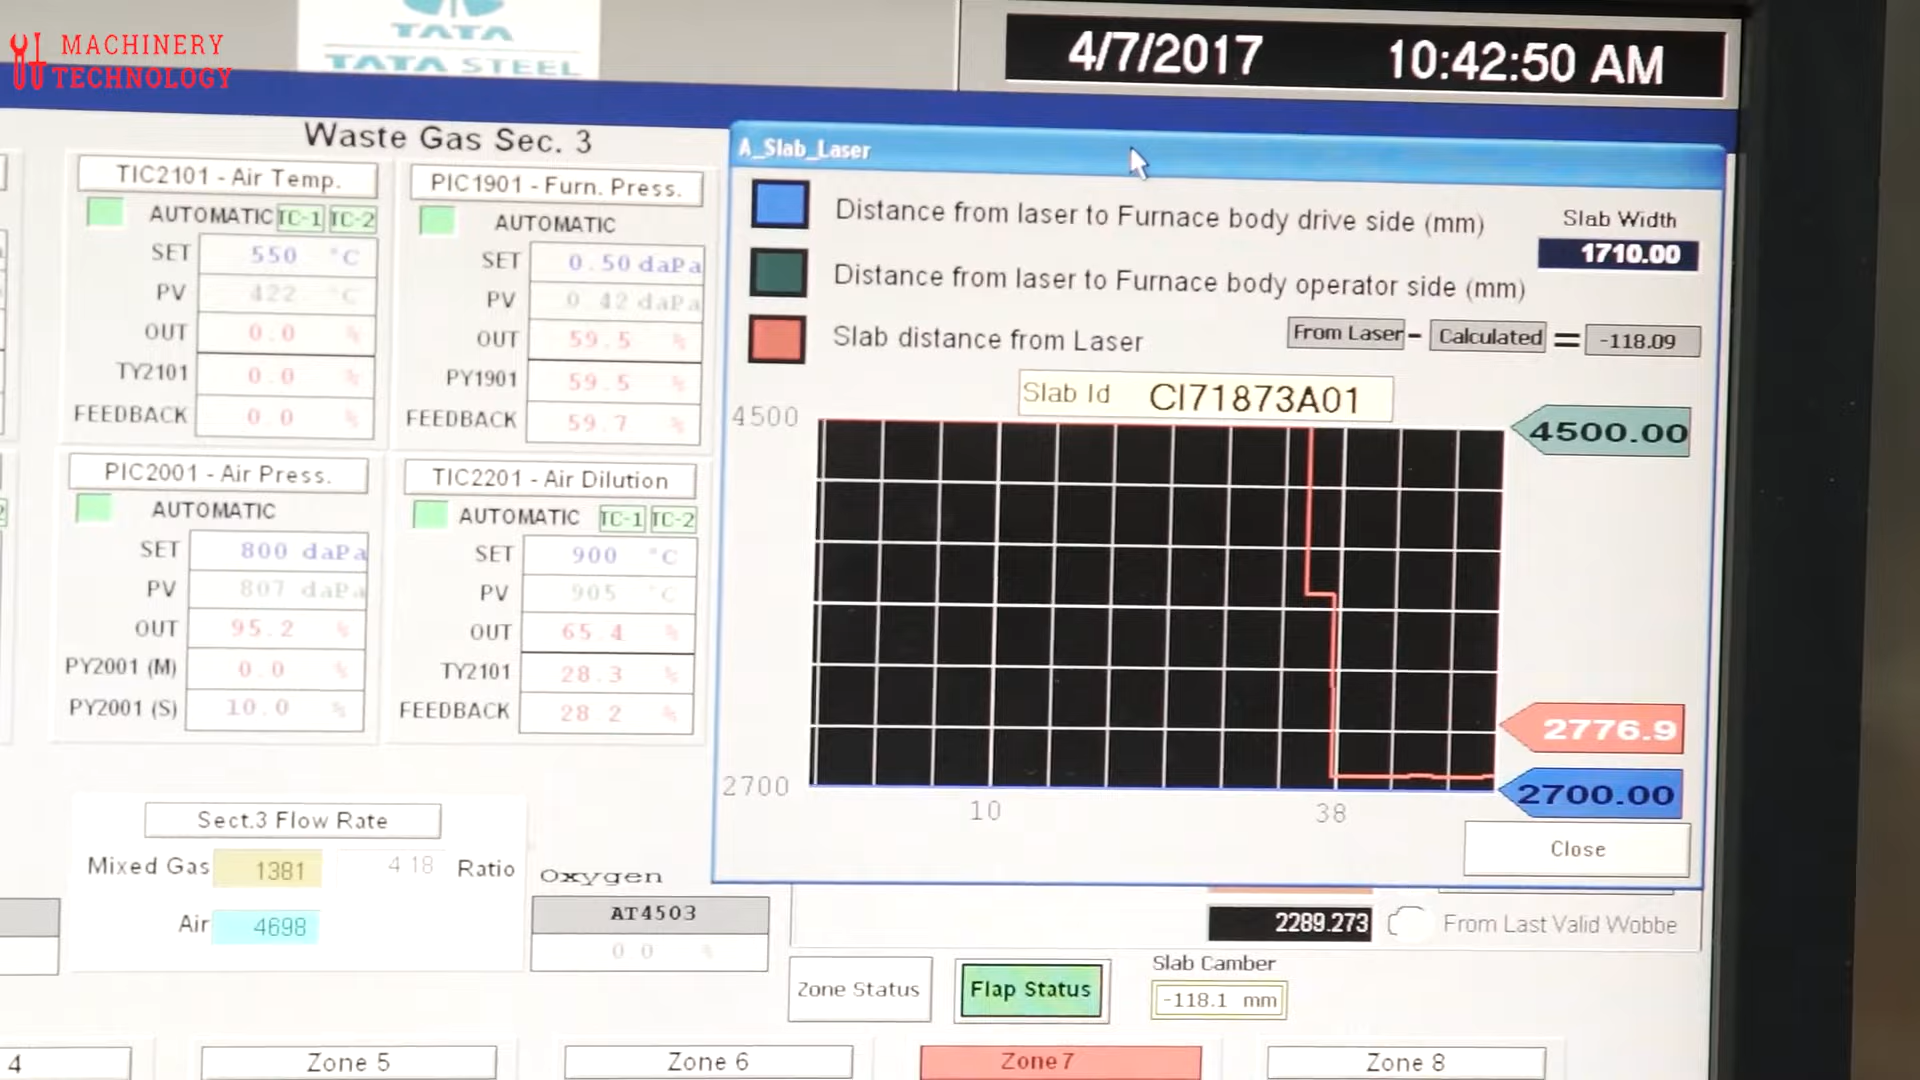 MACHINERY
TECHNOLOGY
TATA
TATA STEEL
4/7/2017 10:42:50 AM
Waste Gas Sec. 3
TIC2101 - Air Temp.
AUTOMATIC TC-1 TC-2
SET 550 °C
PV 422 °C
OUT 0.0 %
TY2101 0.0 %
FEEDBACK 0.0 %
PIC1901 - Furn. Press.
AUTOMATIC
SET 0.50 daPa
PV 0.42 daPa
OUT 59.5 %
PY1901 59.5 %
FEEDBACK 59.7 %
PIC2001 - Air Press.
AUTOMATIC
SET 800 daPa
PV 807 daPa
OUT 95.2 %
PY2001 (M) 0.0 %
PY2001 (S) 10.0 %
TIC2201 - Air Dilution
AUTOMATIC TC-1 TC-2
SET 900 °C
PV 905 °C
OUT 65.4 %
TY2101 28.3 %
FEEDBACK 28 2 %
A_Slab_Laser
Distance from laser to Furnace body drive side (mm)
Slab Width
1710.00
Distance from laser to Furnace body operator side (mm)
Slab distance from Laser
From Laser - Calculated = -118.09
Slab Id CI71873A01
4500
4500.00
2776.9
2700
2700.00
10 38
Close
Sect.3 Flow Rate
Mixed Gas 1381 4 18 Ratio
Air 4698
Oxygen
AT4503
0 0 %
2289.273 From Last Valid Wobbe
Zone Status
Flap Status
Slab Camber
-118.1 mm
4
Zone 5
Zone 6
Zone7
Zone 8